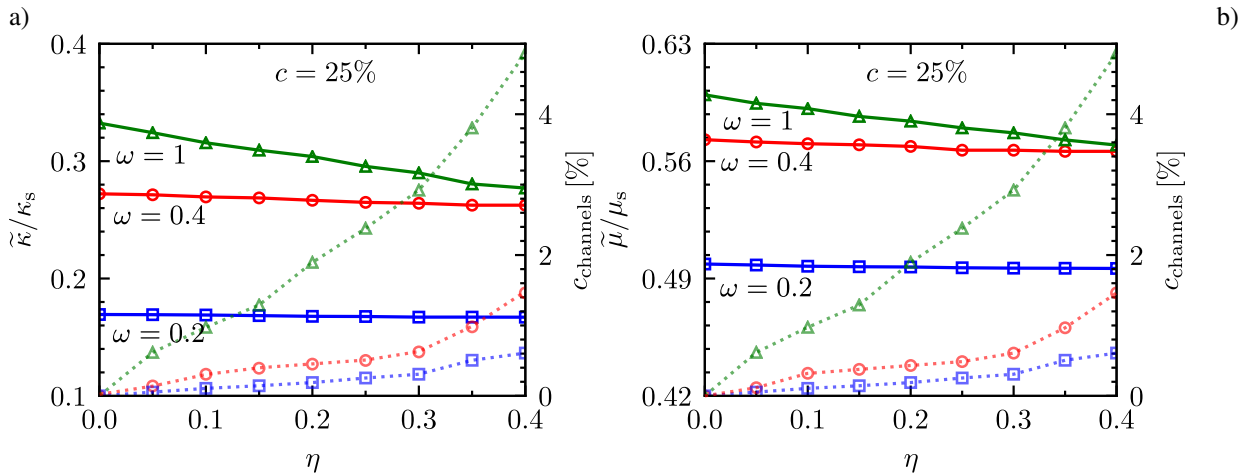 a)
b)
0.4
0.3
0.2
0.1
κ̃/κₛ
c = 25%
ω = 1
ω = 0.4
ω = 0.2
4
2
0
c_channels [%]
0.0 0.1 0.2 0.3 0.4
η
0.63
0.56
0.49
0.42
μ̃/μₛ
c = 25%
ω = 1
ω = 0.4
ω = 0.2
4
2
0
c_channels [%]
0.0 0.1 0.2 0.3 0.4
η